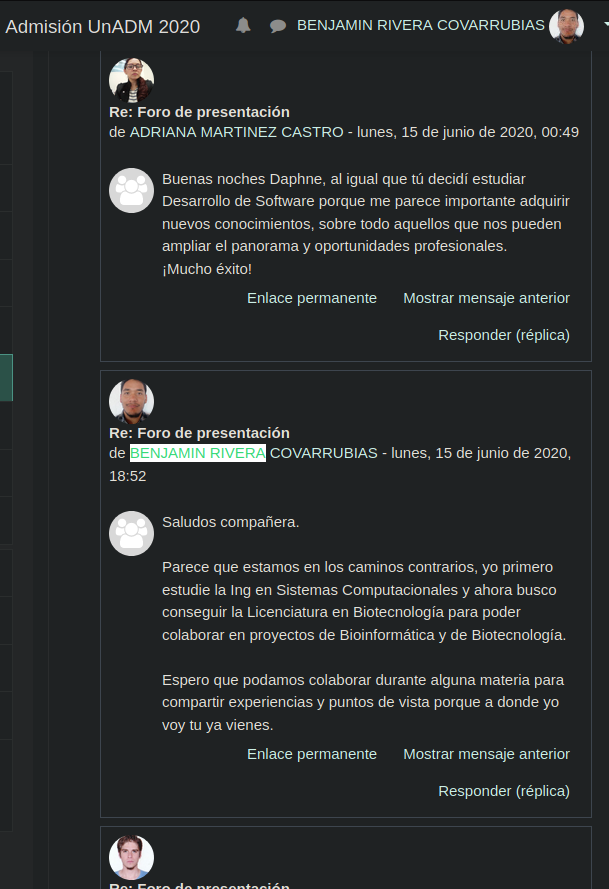 Admisión UnADM 2020
BENJAMIN RIVERA COVARRUBIAS
Re: Foro de presentación
de ADRIANA MARTINEZ CASTRO - lunes, 15 de junio de 2020, 00:49
Buenas noches Daphne, al igual que tú decidí estudiar
Desarrollo de Software porque me parece importante adquirir
nuevos conocimientos, sobre todo aquellos que nos pueden
ampliar el panorama y oportunidades profesionales.
¡Mucho éxito!
Enlace permanente Mostrar mensaje anterior
Responder (réplica)
Re: Foro de presentación
de BENJAMIN RIVERA COVARRUBIAS - lunes, 15 de junio de 2020,
18:52
Saludos compañera.
Parece que estamos en los caminos contrarios, yo primero
estudie la Ing en Sistemas Computacionales y ahora busco
conseguir la Licenciatura en Biotecnología para poder
colaborar en proyectos de Bioinformática y de Biotecnología.
Espero que podamos colaborar durante alguna materia para
compartir experiencias y puntos de vista porque a donde yo
voy tu ya vienes.
Enlace permanente Mostrar mensaje anterior
Responder (réplica)
Re: Foro de presentación